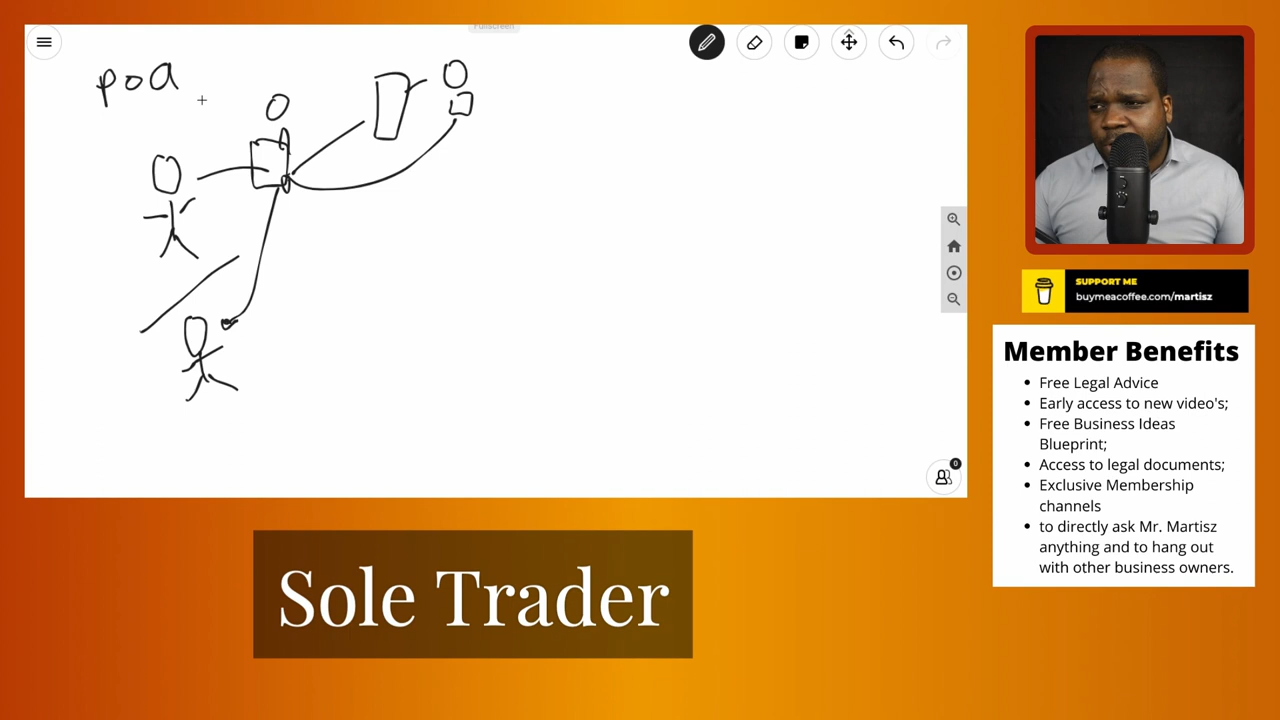 Fullscreen
poa
0
SUPPORT ME
buymeacoffee.com/martisz
Member Benefits
• Free Legal Advice
• Early access to new video's;
• Free Business Ideas
Blueprint;
• Access to legal documents;
• Exclusive Membership
channels
• to directly ask Mr. Martisz
anything and to hang out
with other business owners.
Sole Trader